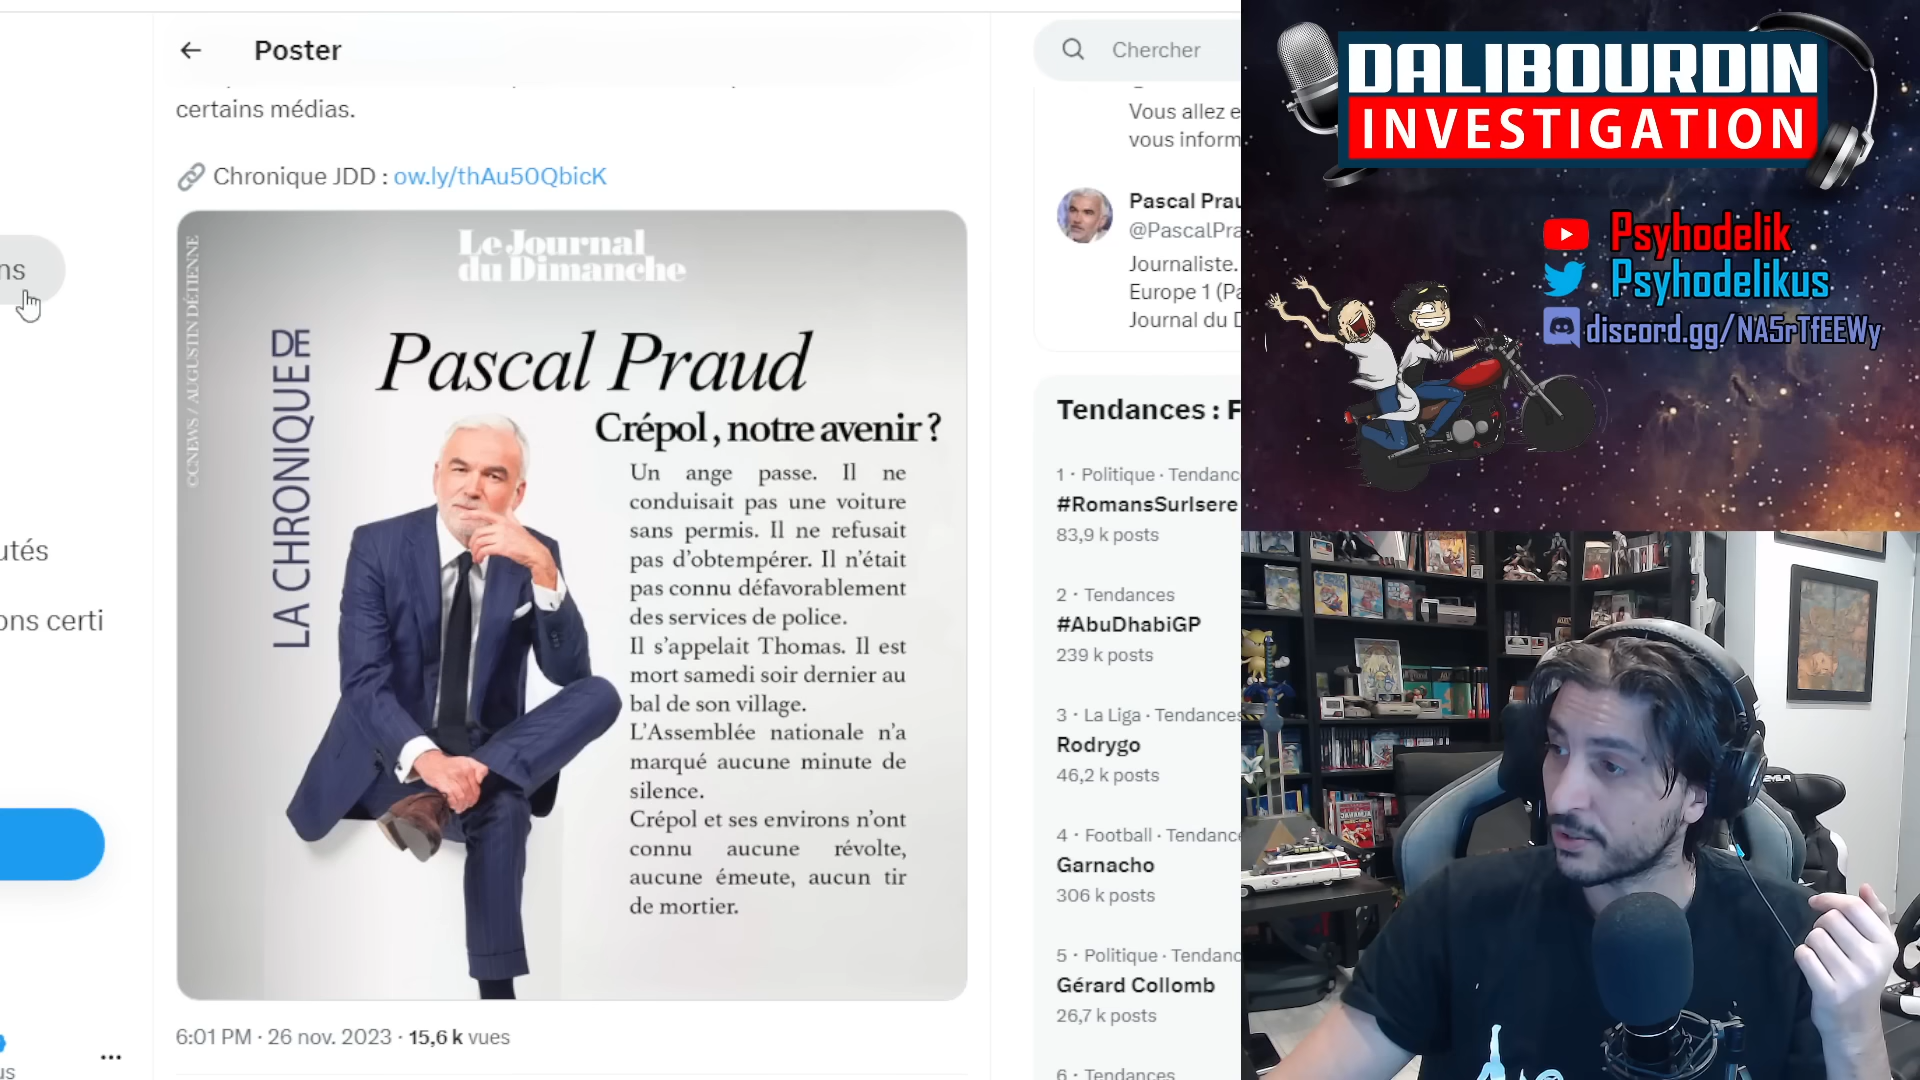 Poster
certains médias.
Chronique JDD : ow.ly/thAu50QbicK
CCNEWS / AUGUSTIN DÉTIENNE
Le Journal
du Dimanche
LA CHRONIQUE DE
Pascal Praud
Crépol, notre avenir ?
Un ange passe. Il ne
conduisait pas une voiture
sans permis. Il ne refusait
pas d'obtempérer. Il n'était
pas connu défavorablement
des services de police.
Il s'appelait Thomas. Il est
mort samedi soir dernier au
bal de son village.
L'Assemblée nationale n'a
marqué aucune minute de
silence.
Crépol et ses environs n'ont
connu aucune révolte,
aucune émeute, aucun tir
de mortier.
6:01 PM · 26 nov. 2023 · 15,6 k vues
ns
utés
ons certi
us
Chercher
Vous allez e
vous inform
Pascal Prau
@PascalPra
Journaliste.
Europe 1 (Pa
Journal du D
Tendances : F
1 · Politique · Tendanc
#RomansSurIsere
83,9 k posts
2 · Tendances
#AbuDhabiGP
239 k posts
3 · La Liga · Tendances
Rodrygo
46,2 k posts
4 · Football · Tendance
Garnacho
306 k posts
5 · Politique · Tendanc
Gérard Collomb
26,7 k posts
6 · Tendances
DALIBOURDIN
INVESTIGATION
Psyhodelik
Psyhodelikus
discord.gg/NA5rTfEEWy